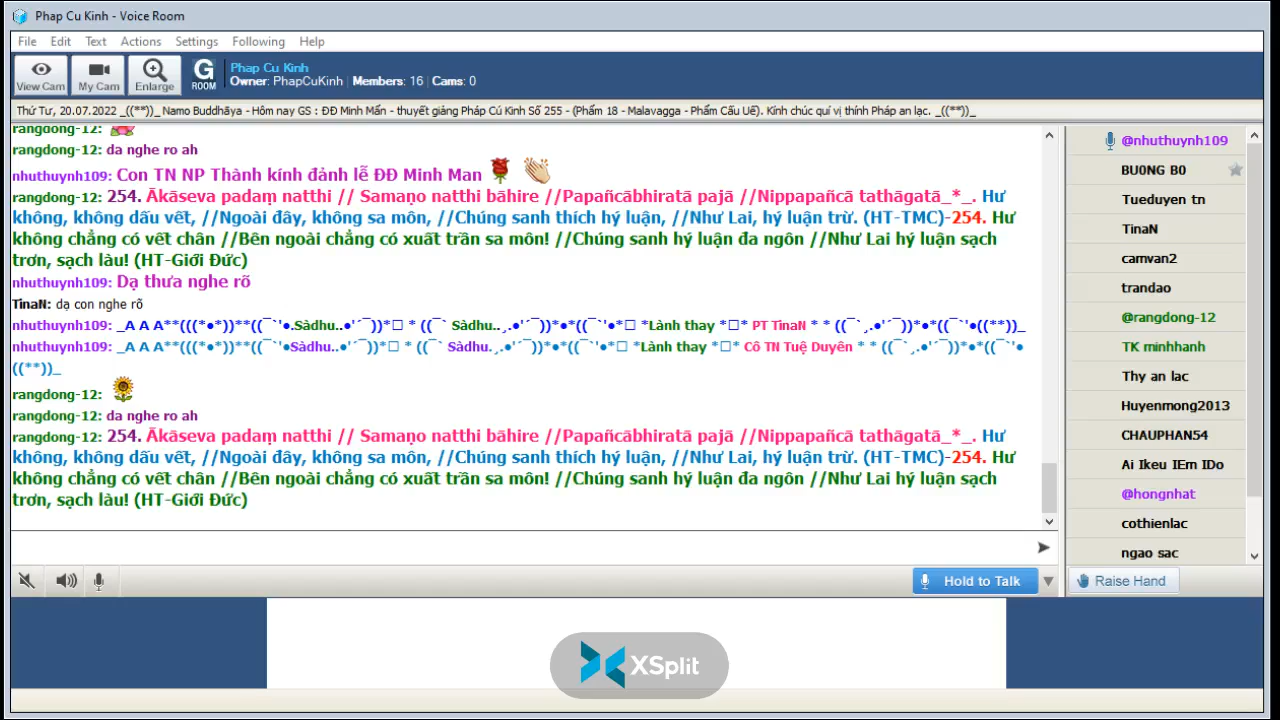 Phap Cu Kinh - Voice Room
File Edit Text Actions Settings Following Help
View Cam My Cam Enlarge G ROOM
Phap Cu Kinh
Owner: PhapCuKinh | Members: 16 | Cams: 0
Thứ Tư, 20.07.2022 _((**))_ Namo Buddhāya - Hôm nay GS : ĐĐ Minh Mẫn - thuyết giảng Pháp Cú Kinh Số 255 - (Phẩm 18 - Malavagga - Phẩm Cấu Uế). Kính chúc quí vị thính Pháp an lạc. _((**))_
rangdong-12:
rangdong-12: da nghe ro ah
nhuthuynh109: Con TN NP Thành kính đảnh lễ ĐĐ Minh Man
rangdong-12: 254. Ākāseva padaṃ natthi // Samaṇo natthi bāhire //Papañcābhiratā pajā //Nippapañcā tathāgatā_*_. Hư
không, không dấu vết, //Ngoài đây, không sa môn, //Chúng sanh thích hý luận, //Như Lai, hý luận trừ. (HT-TMC)-254. Hư
không chẳng có vết chân //Bên ngoài chẳng có xuất trần sa môn! //Chúng sanh hý luận đa ngôn //Như Lai hý luận sạch
trơn, sạch làu! (HT-Giới Đức)
nhuthuynh109: Dạ thưa nghe rõ
TinaN: dạ con nghe rõ
nhuthuynh109: _A A A**(((*•*))**((¯`'•.Sàdhu..•'´¯))*□ * ((¯` Sàdhu..¸.•'´¯))*•*((¯`'•*□ *Lành thay *□* PT TinaN * * ((¯`¸.•'´¯))*•*((¯`'•((**))_
nhuthuynh109: _A A A**(((*•*))**((¯`'•Sàdhu..•'´¯))*□ * ((¯` Sàdhu.¸.•'´¯))*•*((¯`'•*□ *Lành thay *□* Cô TN Tuệ Duyên * * ((¯`¸.•'´¯))*•*((¯`'•
((**))_
rangdong-12:
rangdong-12: da nghe ro ah
rangdong-12: 254. Ākāseva padaṃ natthi // Samaṇo natthi bāhire //Papañcābhiratā pajā //Nippapañcā tathāgatā_*_. Hư
không, không dấu vết, //Ngoài đây, không sa môn, //Chúng sanh thích hý luận, //Như Lai, hý luận trừ. (HT-TMC)-254. Hư
không chẳng có vết chân //Bên ngoài chẳng có xuất trần sa môn! //Chúng sanh hý luận đa ngôn //Như Lai hý luận sạch
trơn, sạch làu! (HT-Giới Đức)
@nhuthuynh109
BU0NG B0
Tueduyen tn
TinaN
camvan2
trandao
@rangdong-12
TK minhhanh
Thy an lac
Huyenmong2013
CHAUPHAN54
Ai Ikeu IEm IDo
@hongnhat
cothienlac
ngao sac
Hold to Talk
Raise Hand
XSplit